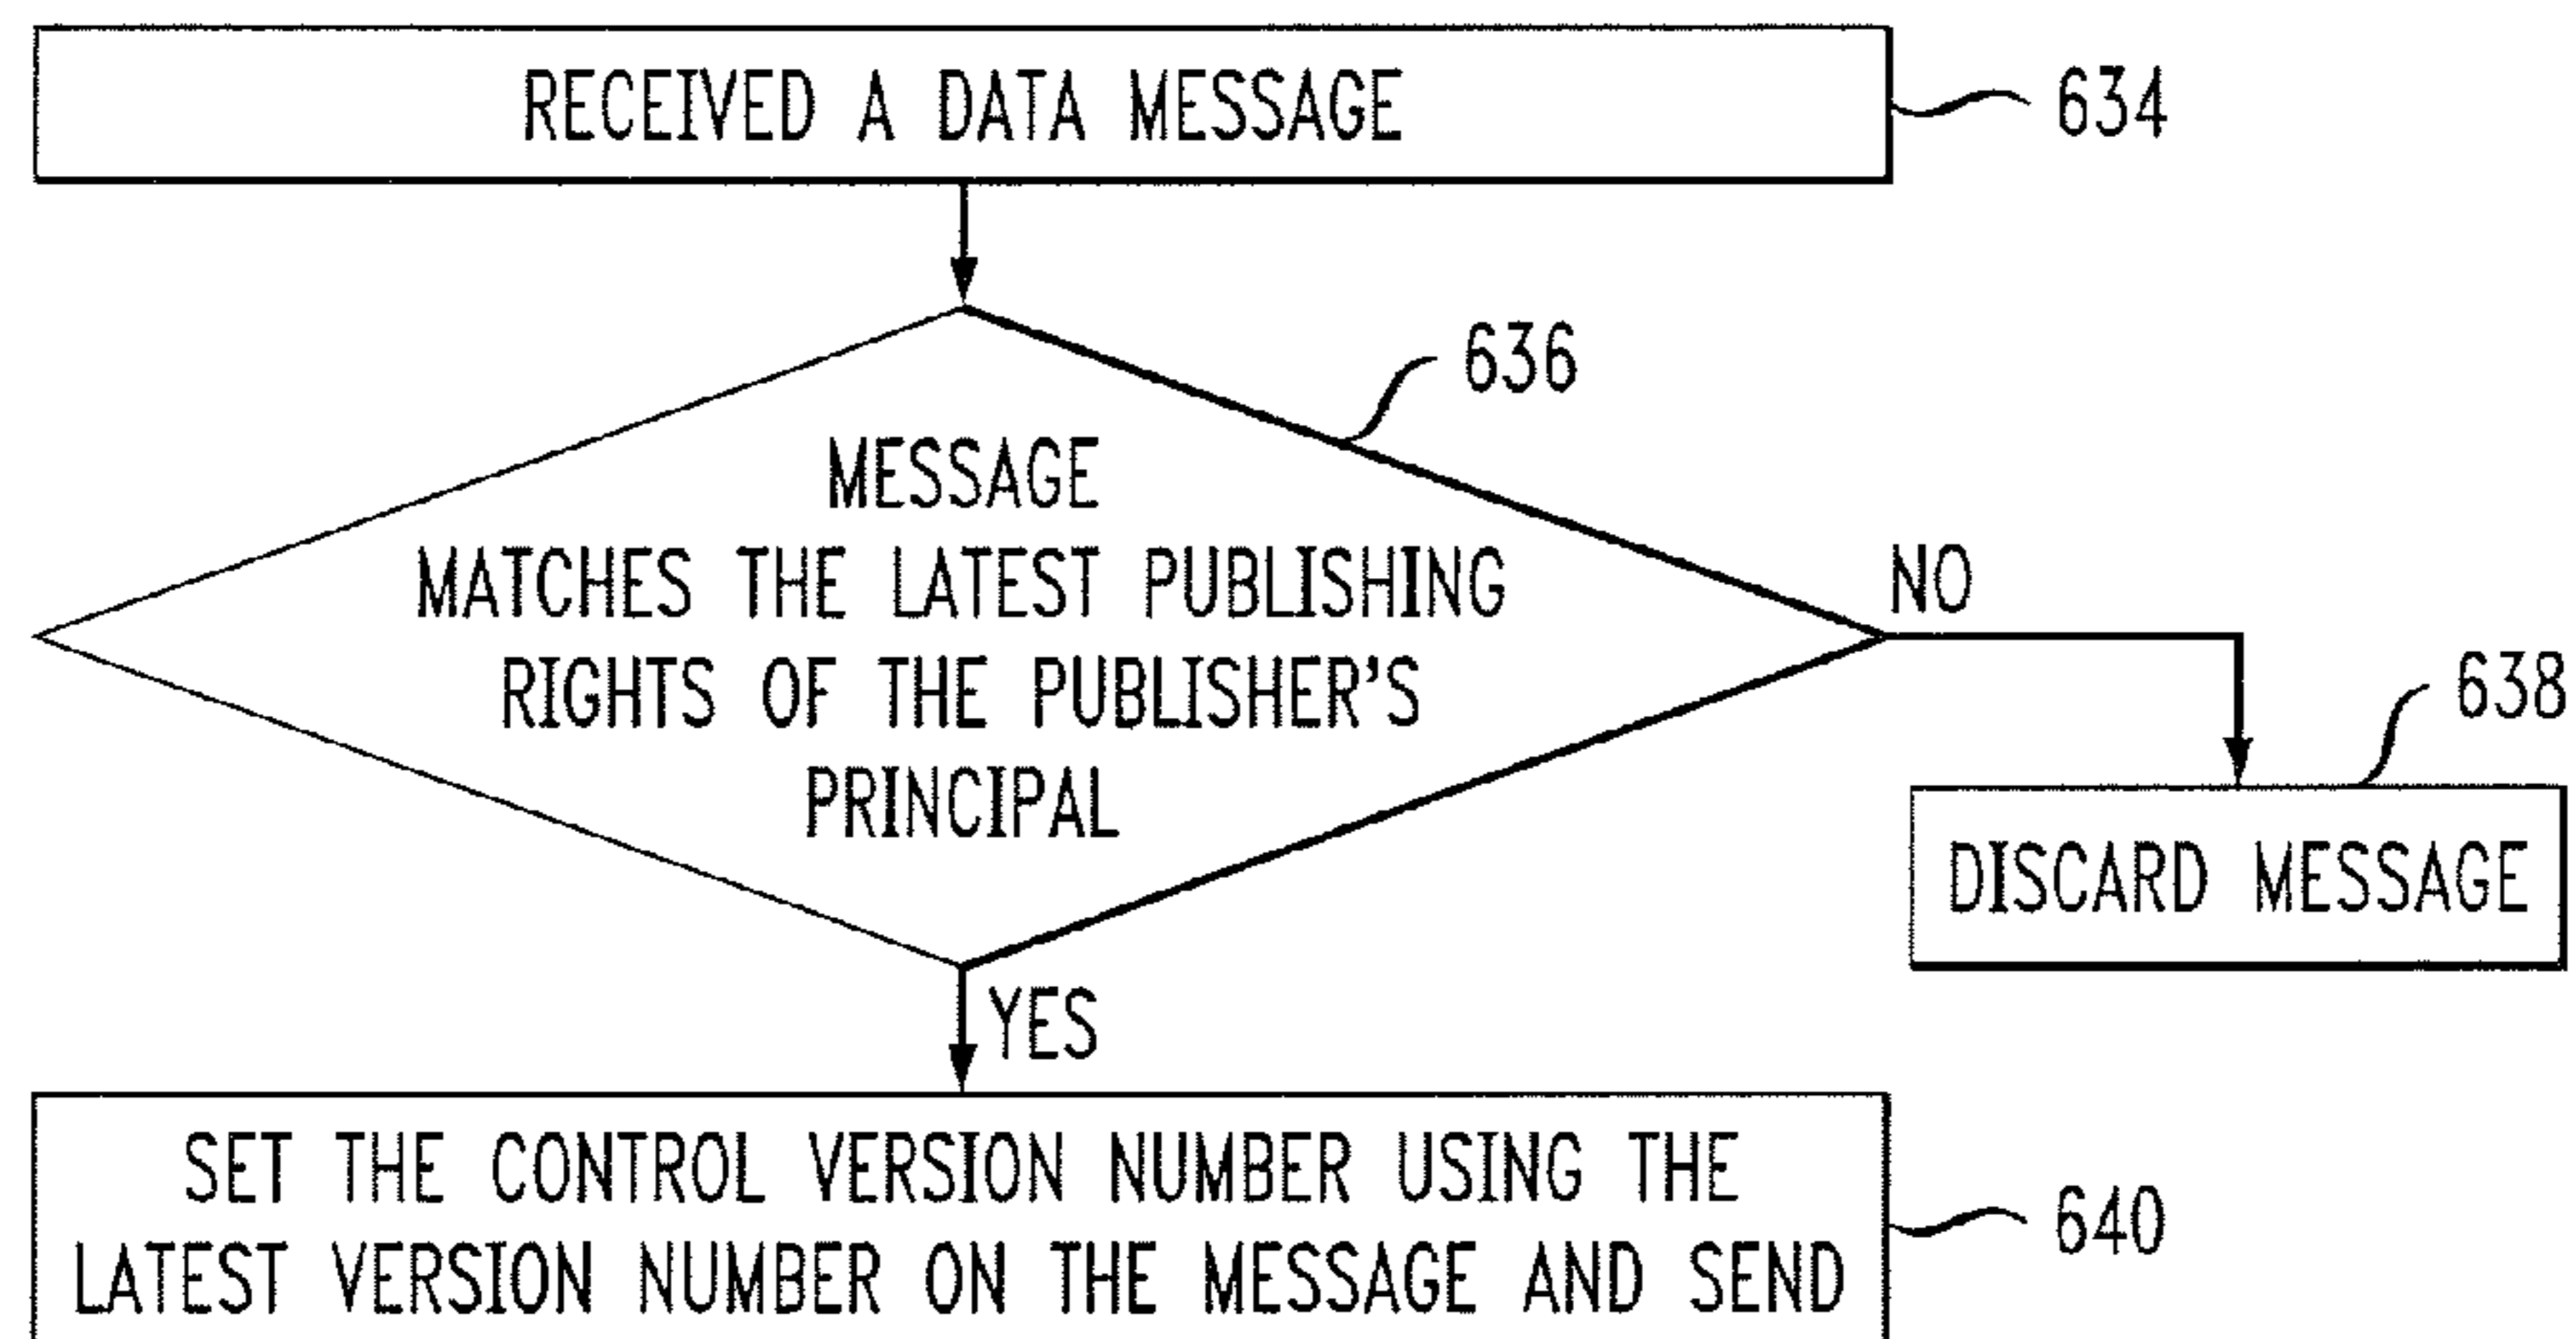 RECEIVED A DATA MESSAGE
634
636
MESSAGE
MATCHES THE LATEST PUBLISHING
RIGHTS OF THE PUBLISHER'S
PRINCIPAL
NO
638
DISCARD MESSAGE
YES
SET THE CONTROL VERSION NUMBER USING THE
LATEST VERSION NUMBER ON THE MESSAGE AND SEND
640